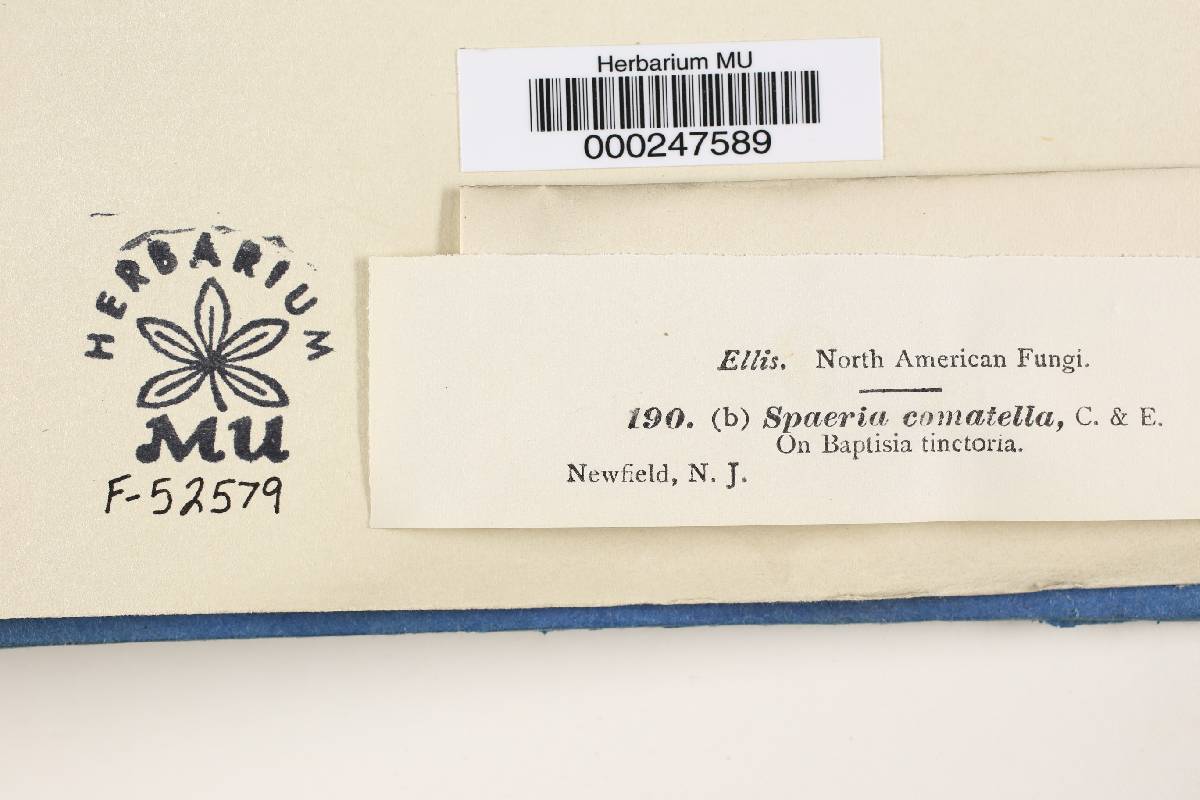 Herbarium MU
000247589
HERBARIUM
MU
F-52579
Ellis. North American Fungi.
190. (b) Spaeria comatella, C. & E.
On Baptisia tinctoria.
Newfield, N. J.